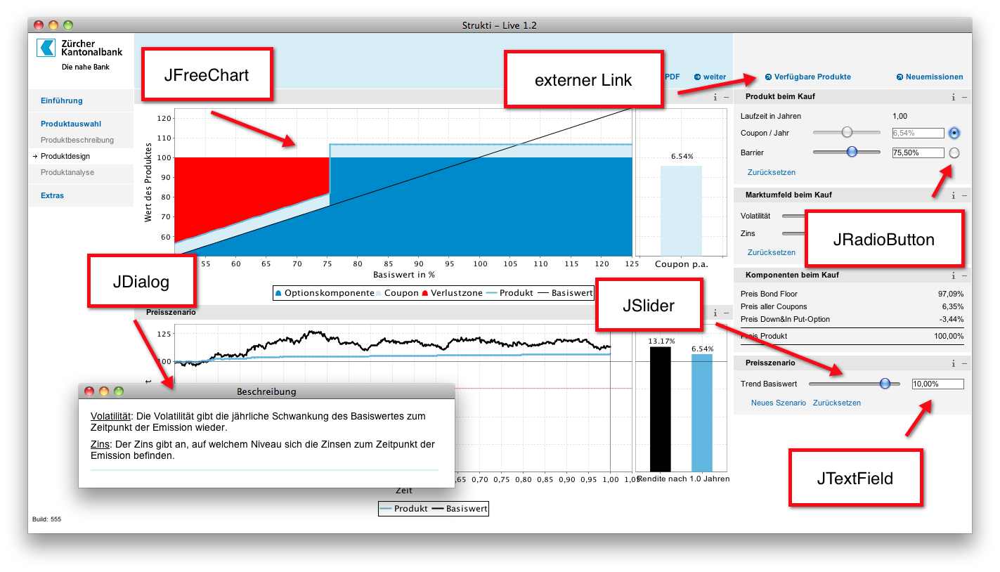 Strukti – Live 1.2
Zürcher
Kantonalbank
Die nahe Bank
JFreeChart
externer Link
PDF
weiter
Verfügbare Produkte
Neuemissionen
Einführung
Produktauswahl
Produktbeschreibung
Produktdesign
Produktanalyse
Extras
Wert des Produktes
120
110
100
90
80
70
60
55 60 65 70 75 80 85 90 95 100 105 110 115 120 125
Basiswert in %
Optionskomponente Coupon Verlustzone Produkt Basiswert
6.54%
Coupon p.a.
Produkt beim Kauf
Laufzeit in Jahren 1,00
Coupon / Jahr 6,54%
Barrier 75,50%
Zurücksetzen
Marktumfeld beim Kauf
Volatilität
Zins
Zurücksetzen
JRadioButton
JDialog
JSlider
Komponenten beim Kauf
Preis Bond Floor 97,09%
Preis aller Coupons 6,35%
Preis Down&In Put-Option -3,44%
Preis Produkt 100,00%
Preisszenario
125
100
13.17%
6.54%
Preisszenario
Trend Basiswert 10,00%
Neues Szenario Zurücksetzen
JTextField
Beschreibung
Volatilität: Die Volatilität gibt die jährliche Schwankung des Basiswertes zum
Zeitpunkt der Emission wieder.
Zins: Der Zins gibt an, auf welchem Niveau sich die Zinsen zum Zeitpunkt der
Emission befinden.
,65 0,70 0,75 0,80 0,85 0,90 0,95 1,00 1,05
Rendite nach 1.0 Jahren
Zeit
Produkt Basiswert
Build: 555